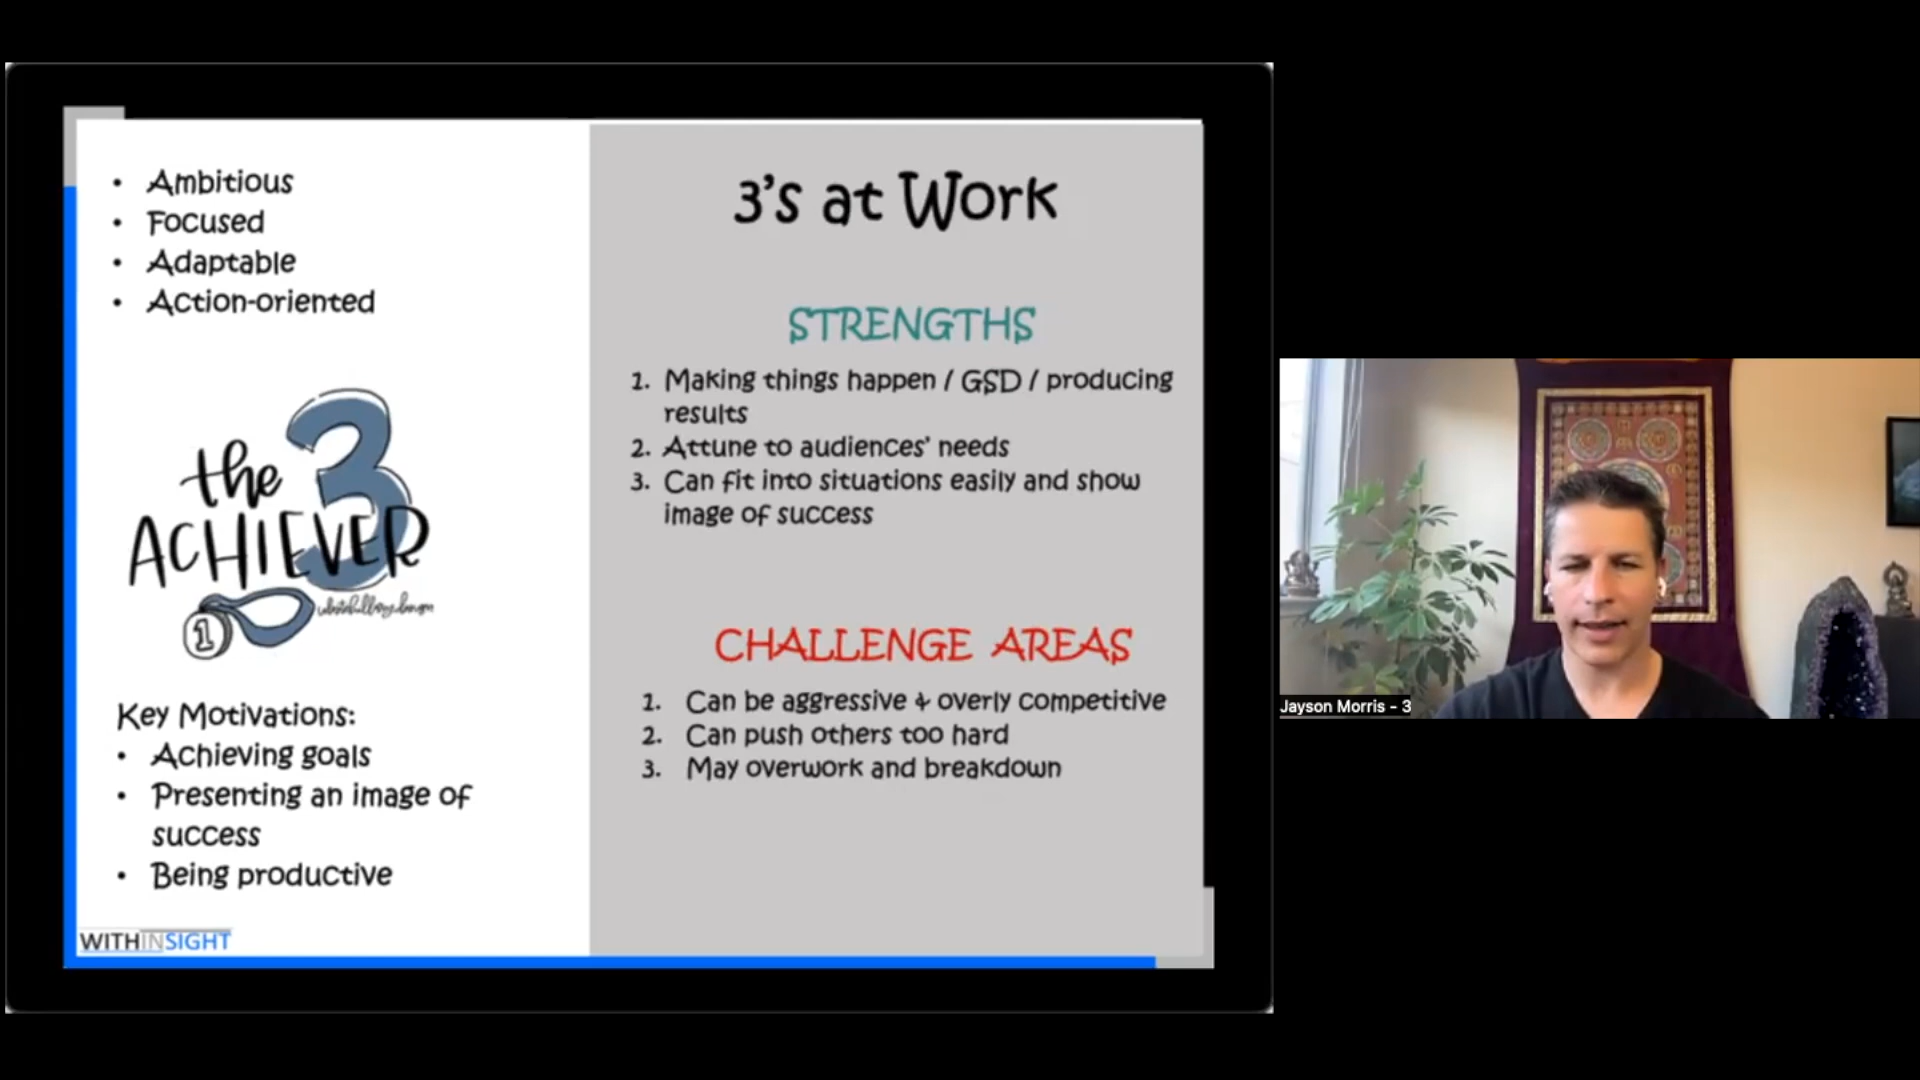 • Ambitious
• Focused
• Adaptable
• Action-oriented
3
the
ACHIEVER
1
Key Motivations:
• Achieving goals
• Presenting an image of
success
• Being productive
WITHINSIGHT
3's at Work
STRENGTHS
1. Making things happen / GSD / producing
results
2. Attune to audiences' needs
3. Can fit into situations easily and show
image of success
CHALLENGE AREAS
1. Can be aggressive & overly competitive
2. Can push others too hard
3. May overwork and breakdown
Jayson Morris - 3